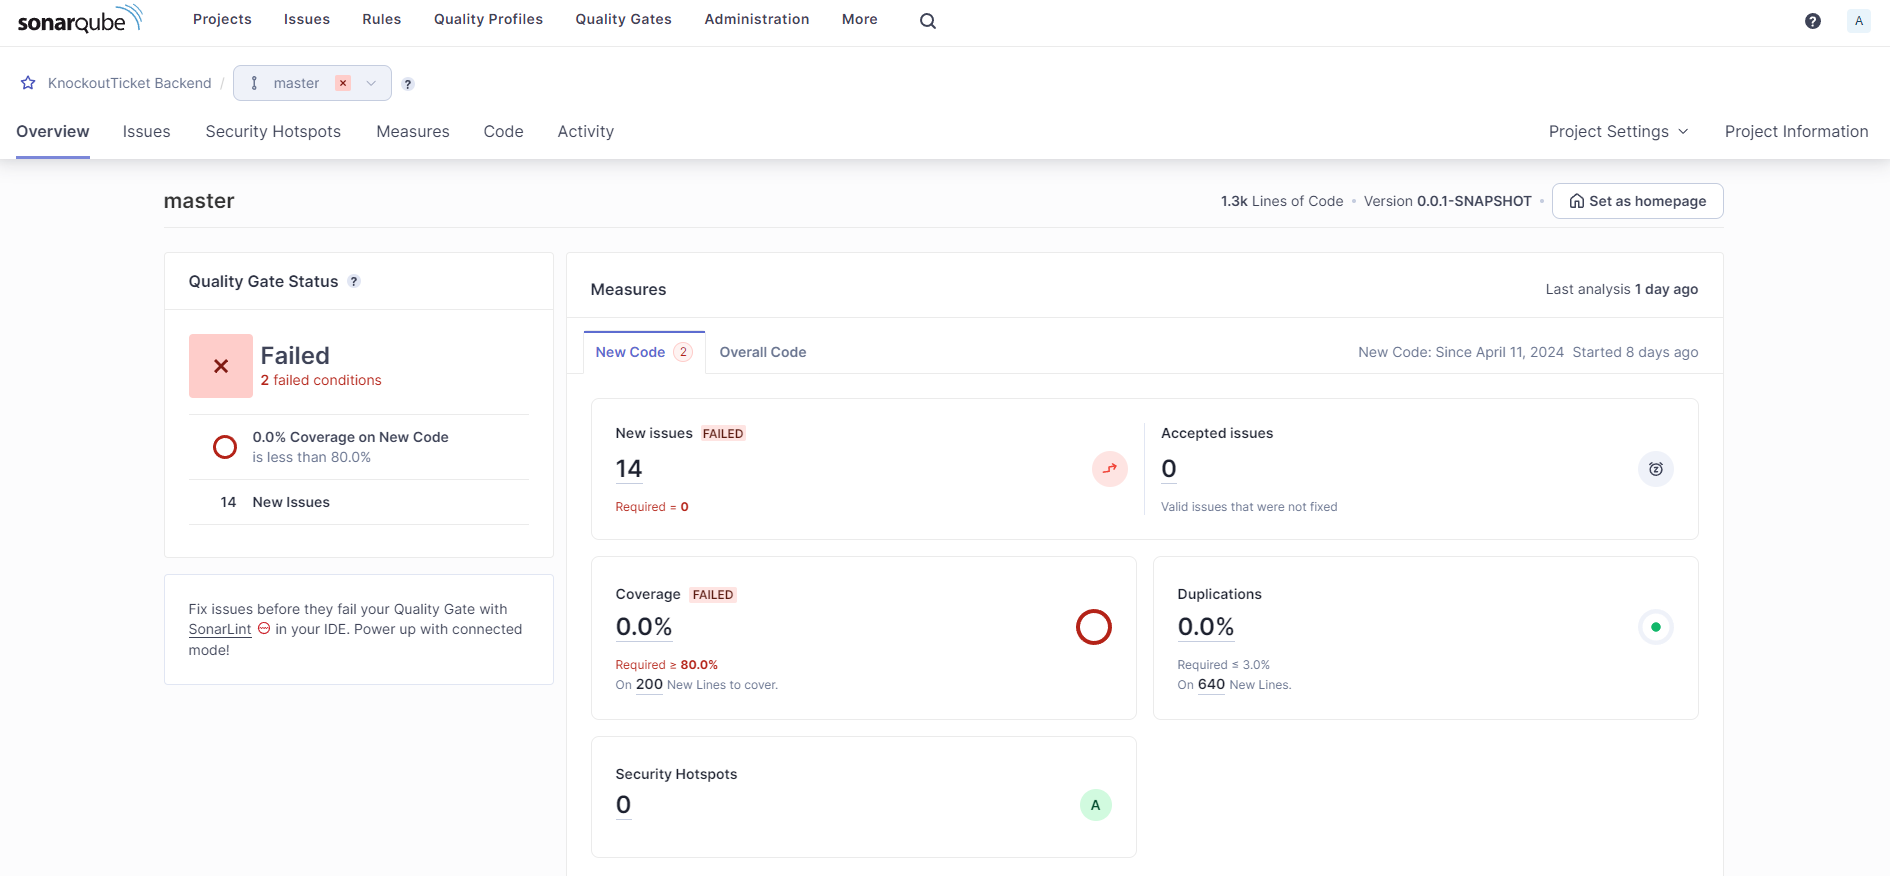 sonarqube Projects Issues Rules Quality Profiles Quality Gates Administration More ? A
KnockoutTicket Backend / master ?
Overview Issues Security Hotspots Measures Code Activity Project Settings Project Information
master 1.3k Lines of Code • Version 0.0.1-SNAPSHOT • Set as homepage
Quality Gate Status ?
Failed
2 failed conditions
0.0% Coverage on New Code
is less than 80.0%
14 New Issues
Fix issues before they fail your Quality Gate with
SonarLint in your IDE. Power up with connected
mode!
Measures Last analysis 1 day ago
New Code 2 Overall Code New Code: Since April 11, 2024 Started 8 days ago
New issues FAILED
14
Required = 0
Accepted issues
0
Valid issues that were not fixed
Coverage FAILED
0.0%
Required ≥ 80.0%
On 200 New Lines to cover.
Duplications
0.0%
Required ≤ 3.0%
On 640 New Lines.
Security Hotspots
0 A